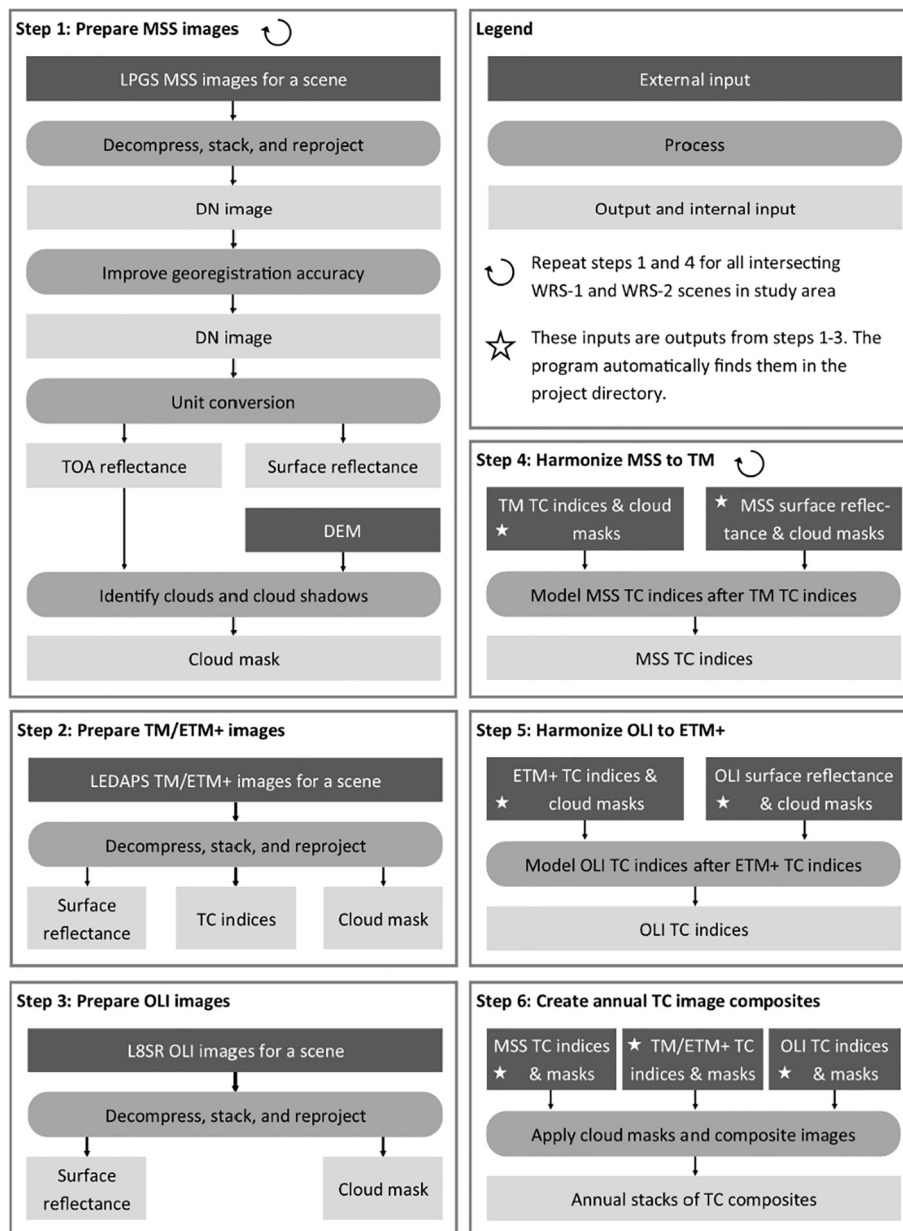 Step 1: Prepare MSS images
LPGS MSS images for a scene
Decompress, stack, and reproject
DN image
Improve georegistration accuracy
DN image
Unit conversion
TOA reflectance
Surface reflectance
DEM
Identify clouds and cloud shadows
Cloud mask
Step 2: Prepare TM/ETM+ images
LEDAPS TM/ETM+ images for a scene
Decompress, stack, and reproject
Surface
reflectance
TC indices
Cloud mask
Step 3: Prepare OLI images
L8SR OLI images for a scene
Decompress, stack, and reproject
Surface
reflectance
Cloud mask
Legend
External input
Process
Output and internal input
Repeat steps 1 and 4 for all intersecting
WRS-1 and WRS-2 scenes in study area
These inputs are outputs from steps 1-3. The
program automatically finds them in the
project directory.
Step 4: Harmonize MSS to TM
TM TC indices & cloud
masks
MSS surface reflec-
tance & cloud masks
Model MSS TC indices after TM TC indices
MSS TC indices
Step 5: Harmonize OLI to ETM+
ETM+ TC indices &
cloud masks
OLI surface reflectance
& cloud masks
Model OLI TC indices after ETM+ TC indices
OLI TC indices
Step 6: Create annual TC image composites
MSS TC indices
& masks
TM/ETM+ TC
indices & masks
OLI TC indices
& masks
Apply cloud masks and composite images
Annual stacks of TC composites